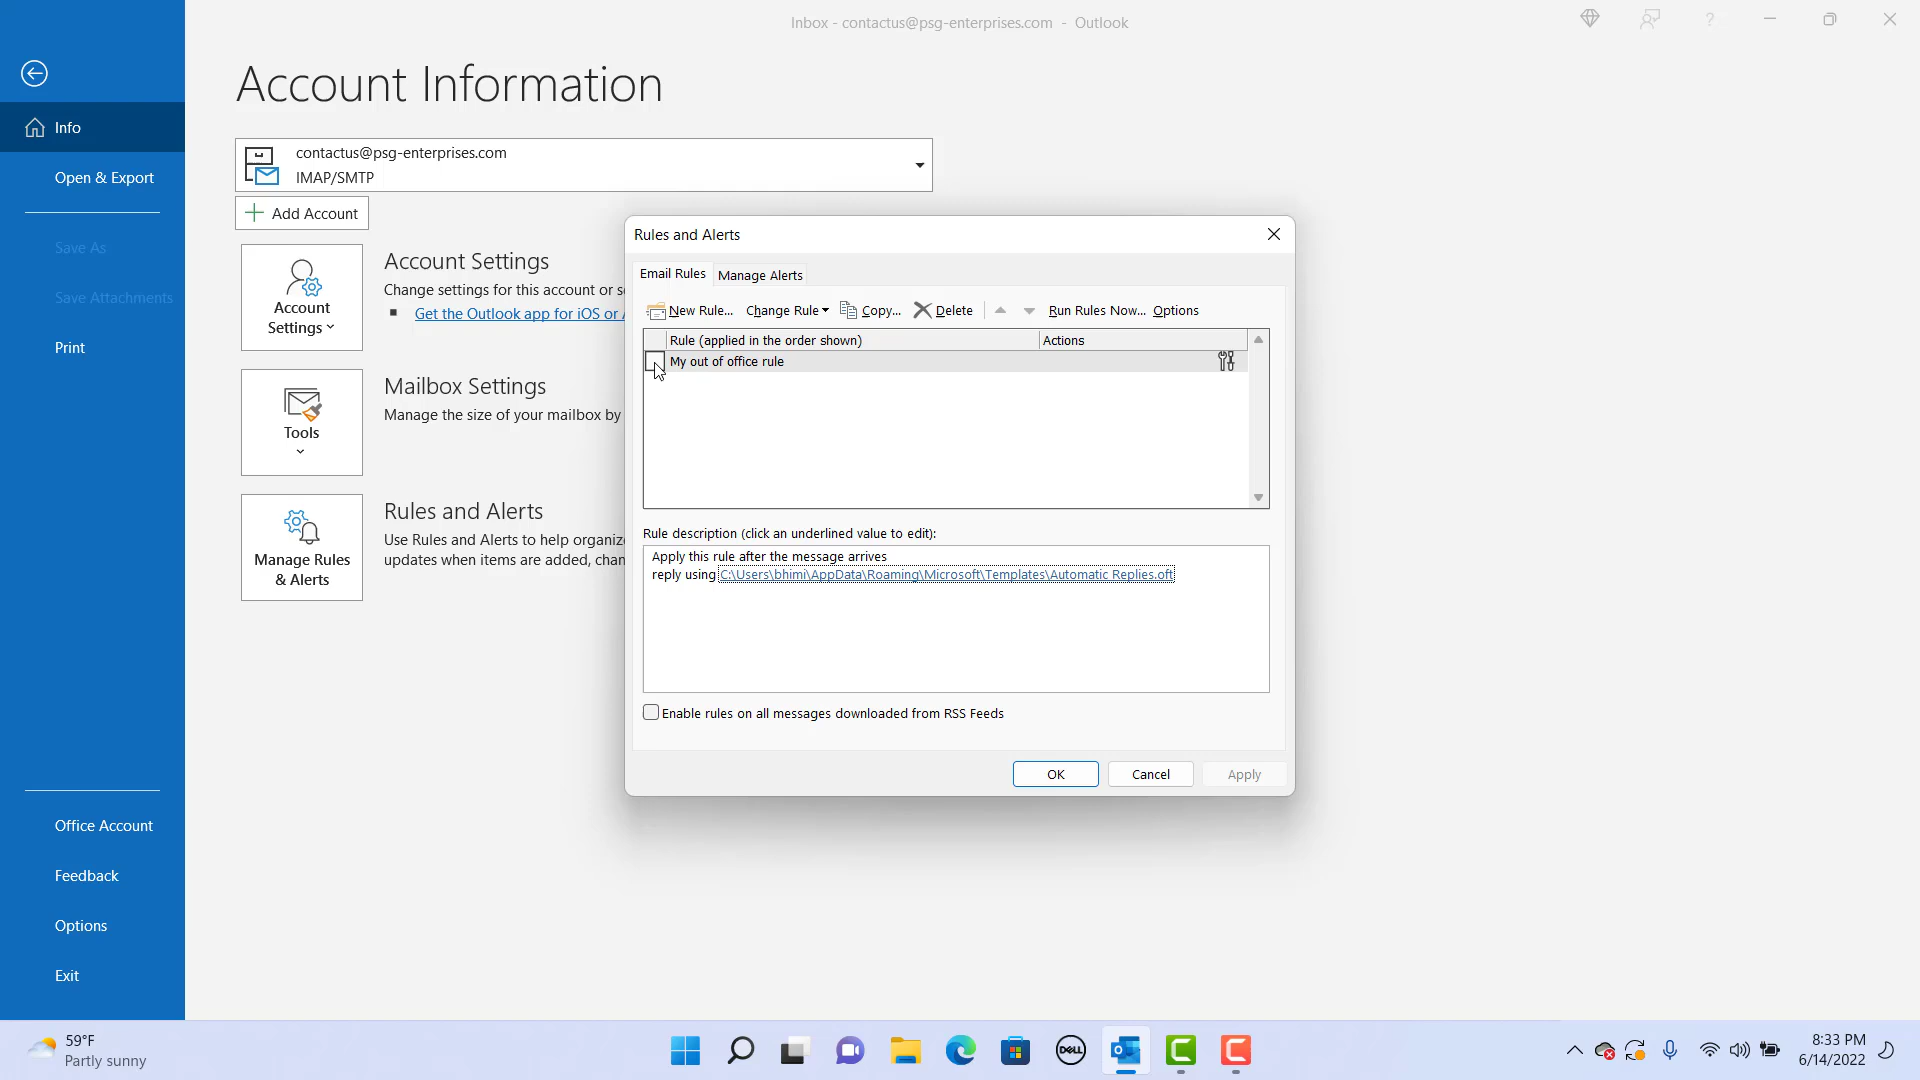 Inbox - contactus@psg-enterprises.com - Outlook
?
Account Information
Info
Open & Export
Save As
Save Attachments
Print
Office Account
Feedback
Options
Exit
contactus@psg-enterprises.com
IMAP/SMTP
Add Account
Account
Settings
Account Settings
Change settings for this account or s
Get the Outlook app for iOS or A
Tools
Mailbox Settings
Manage the size of your mailbox by
Manage Rules
& Alerts
Rules and Alerts
Use Rules and Alerts to help organiz
updates when items are added, chan
Rules and Alerts
Email Rules Manage Alerts
New Rule... Change Rule Copy... Delete Run Rules Now... Options
Rule (applied in the order shown) Actions
My out of office rule
Rule description (click an underlined value to edit):
Apply this rule after the message arrives
reply using C:\Users\bhimi\AppData\Roaming\Microsoft\Templates\Automatic Replies.oft
Enable rules on all messages downloaded from RSS Feeds
OK Cancel Apply
59°F
Partly sunny
DELL
8:33 PM
6/14/2022